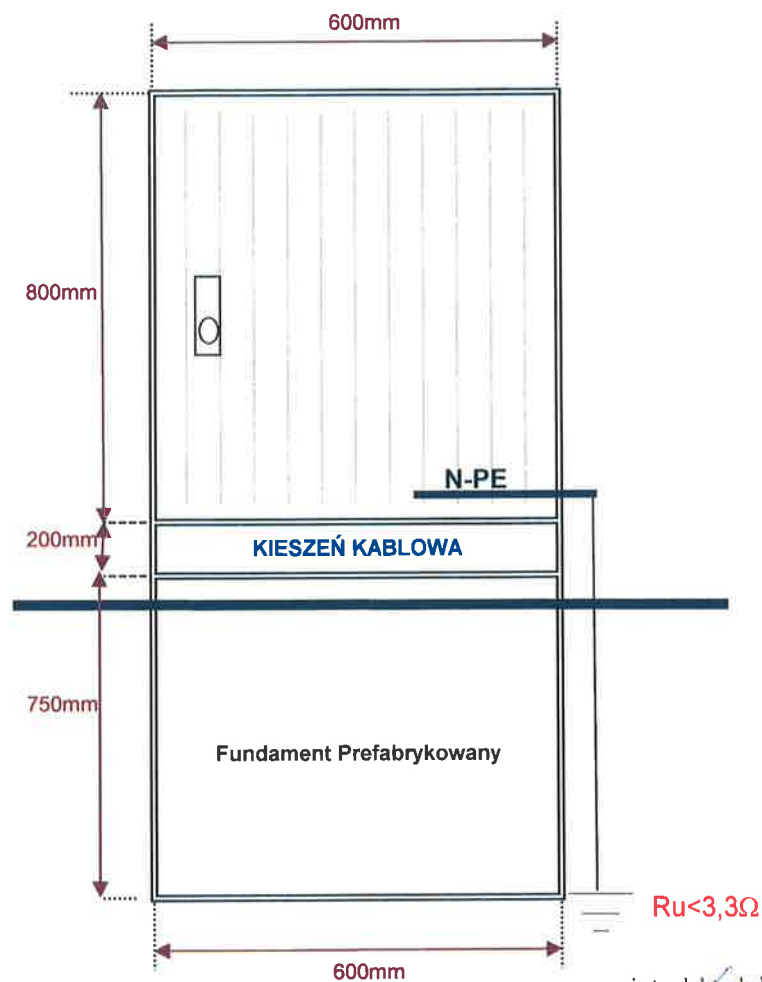 600mm
800mm
N-PE
200mm
KIESZEŃ KABLOWA
750mm
Fundament Prefabrykowany
Ru<3,3Ω
600mm